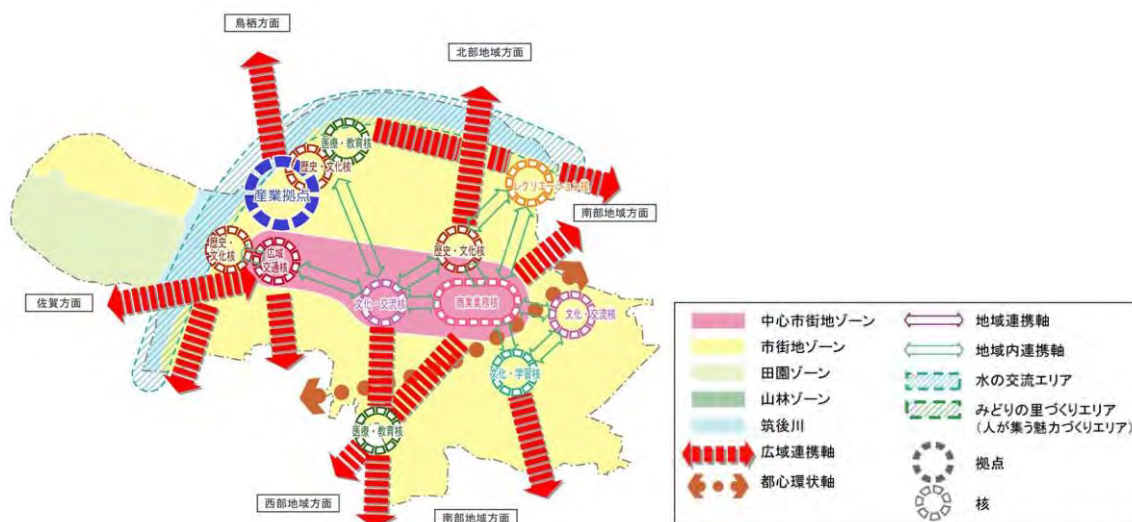 鳥栖方面
北部地域方面
医療・教育核
歴史・文化核
産業拠点
レクリエーション核
南部地域方面
歴史・
文化核
広域
交通核
歴史・文化核
佐賀方面
文化・交流核
商業業務核
文化・交流核
文化・学習核
医療・教育核
西部地域方面
南部地域方面
中心市街地ゾーン
市街地ゾーン
田園ゾーン
山林ゾーン
筑後川
広域連携軸
都心環状軸
地域連携軸
地域内連携軸
水の交流エリア
みどりの里づくりエリア
(人が集う魅力づくりエリア)
拠点
核